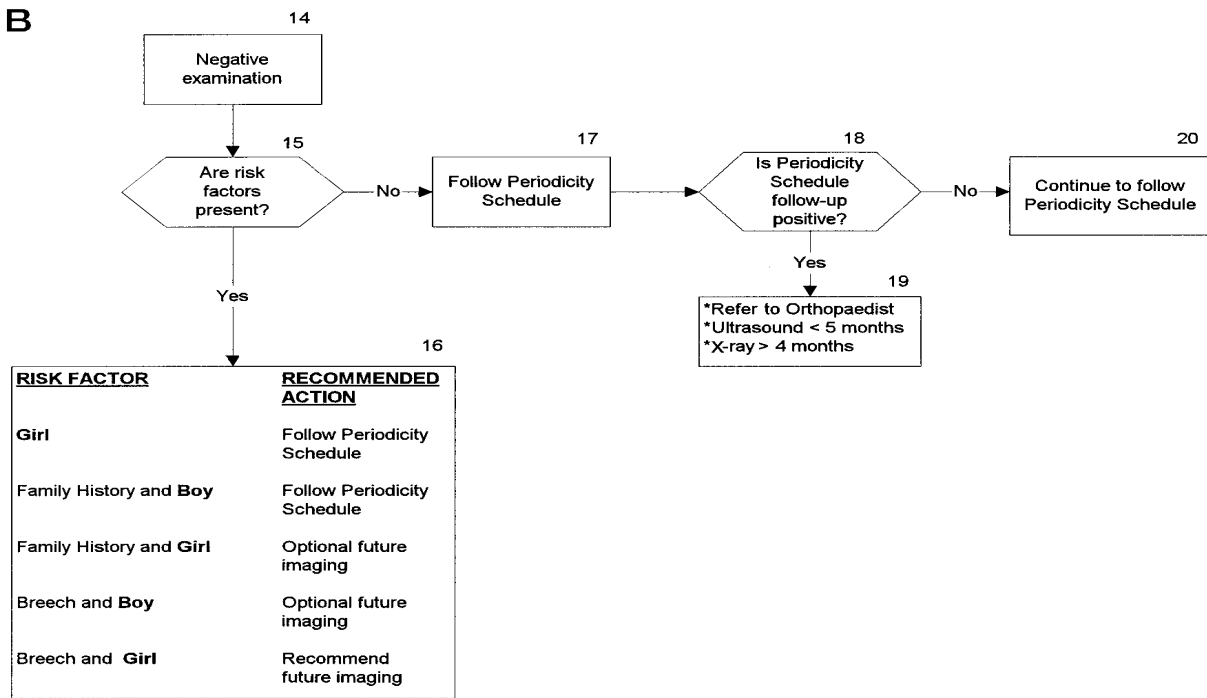 B
14
Negative
examination
15
Are risk
factors
present?
No
17
Follow Periodicity
Schedule
18
Is Periodicity
Schedule
follow-up
positive?
No
20
Continue to follow
Periodicity Schedule
Yes
19
*Refer to Orthopaedist
*Ultrasound < 5 months
*X-ray > 4 months
Yes
16
RISK FACTOR RECOMMENDED
ACTION
Girl Follow Periodicity
Schedule
Family History and Boy Follow Periodicity
Schedule
Family History and Girl Optional future
imaging
Breech and Boy Optional future
imaging
Breech and Girl Recommend
future imaging